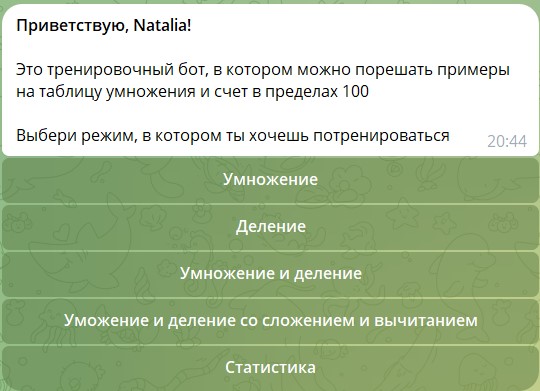 Приветствую, Natalia!
Это тренировочный бот, в котором можно порешать примеры
на таблицу умножения и счет в пределах 100
Выбери режим, в котором ты хочешь потренироваться
20:44
Умножение
Деление
Умножение и деление
Уможение и деление со сложением и вычитанием
Статистика